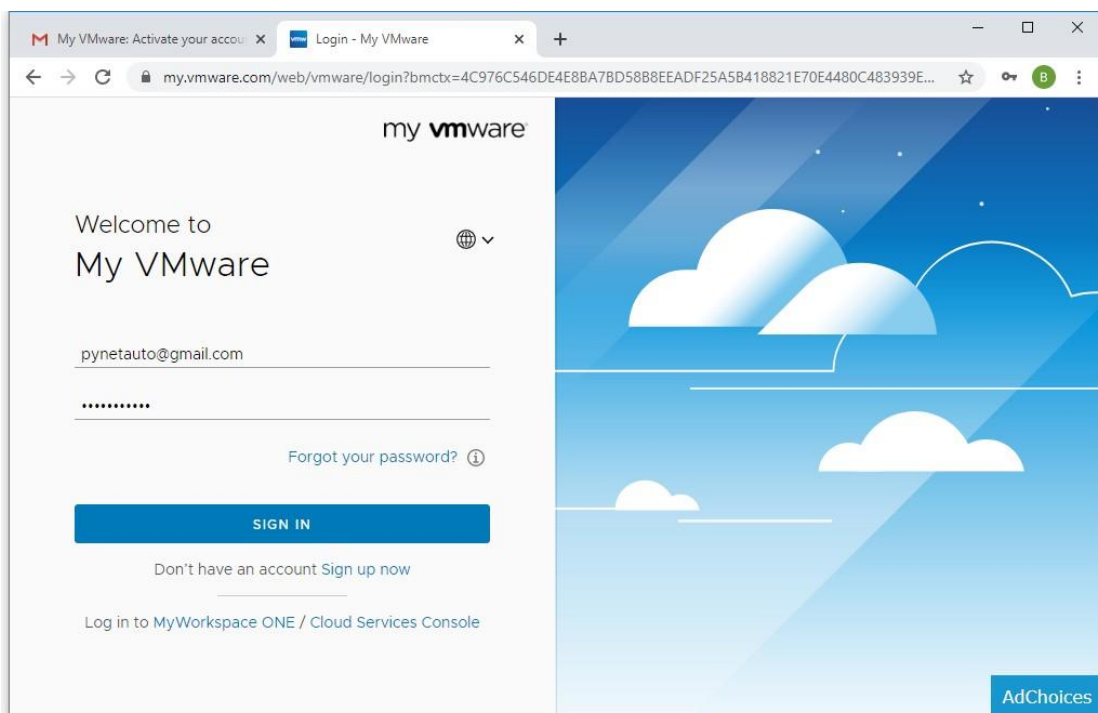 My VMware: Activate your accou
Login - My VMware
my.vmware.com/web/vmware/login?bmctx=4C976C546DE4E8BA7BD58B8EEADF25A5B418821E70E4480C483939E...
B
my vmware
Welcome to
My VMware
pynetauto@gmail.com
•••••••••••
Forgot your password?
SIGN IN
Don't have an account Sign up now
Log in to MyWorkspace ONE / Cloud Services Console
AdChoices